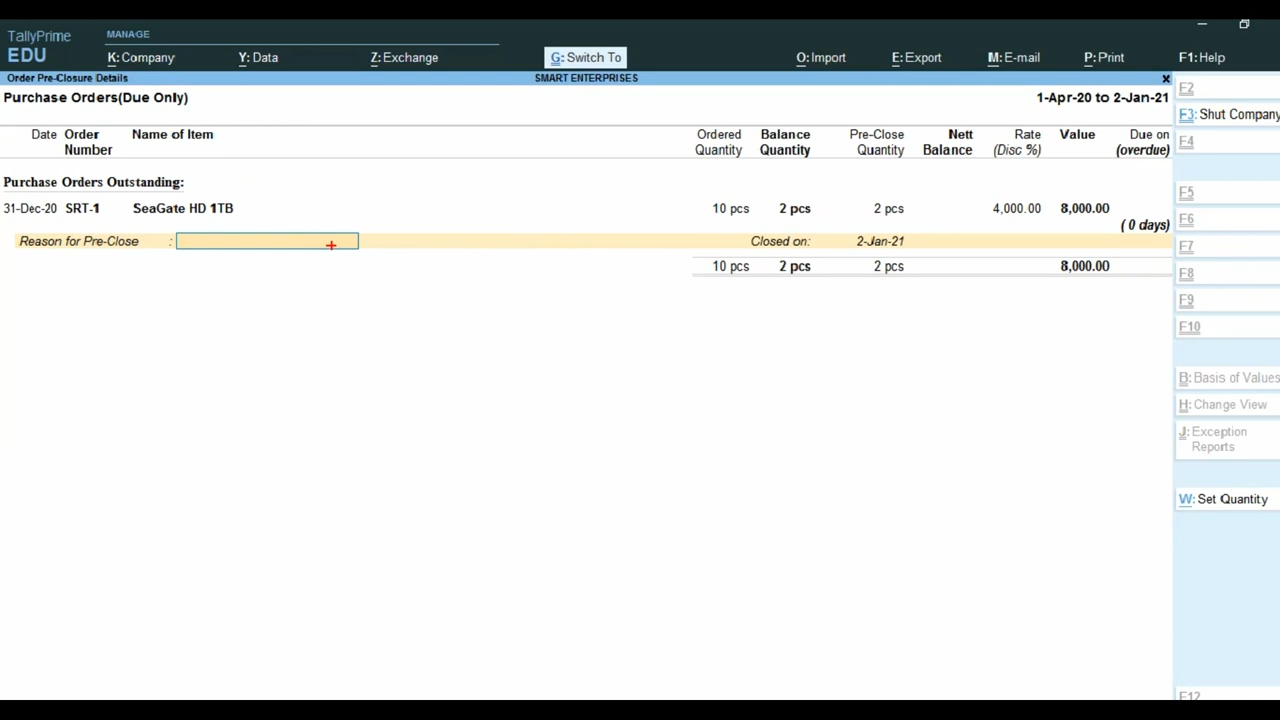 TallyPrime MANAGE
EDU K: Company Y: Data Z: Exchange G: Switch To O: Import E: Export M: E-mail P: Print F1: Help
Order Pre-Closure Details SMART ENTERPRISES x
Purchase Orders(Due Only) 1-Apr-20 to 2-Jan-21
Date Order Name of Item Ordered Balance Pre-Close Nett Rate Value Due on
Number Quantity Quantity Quantity Balance (Disc %) (overdue)
Purchase Orders Outstanding:
31-Dec-20 SRT-1 SeaGate HD 1TB 10 pcs 2 pcs 2 pcs 4,000.00 8,000.00
( 0 days)
Reason for Pre-Close : Closed on: 2-Jan-21
10 pcs 2 pcs 2 pcs 8,000.00
F2
F3: Shut Company
F4
F5
F6
F7
F8
F9
F10
B: Basis of Values
H: Change View
J: Exception
Reports
W: Set Quantity
F12